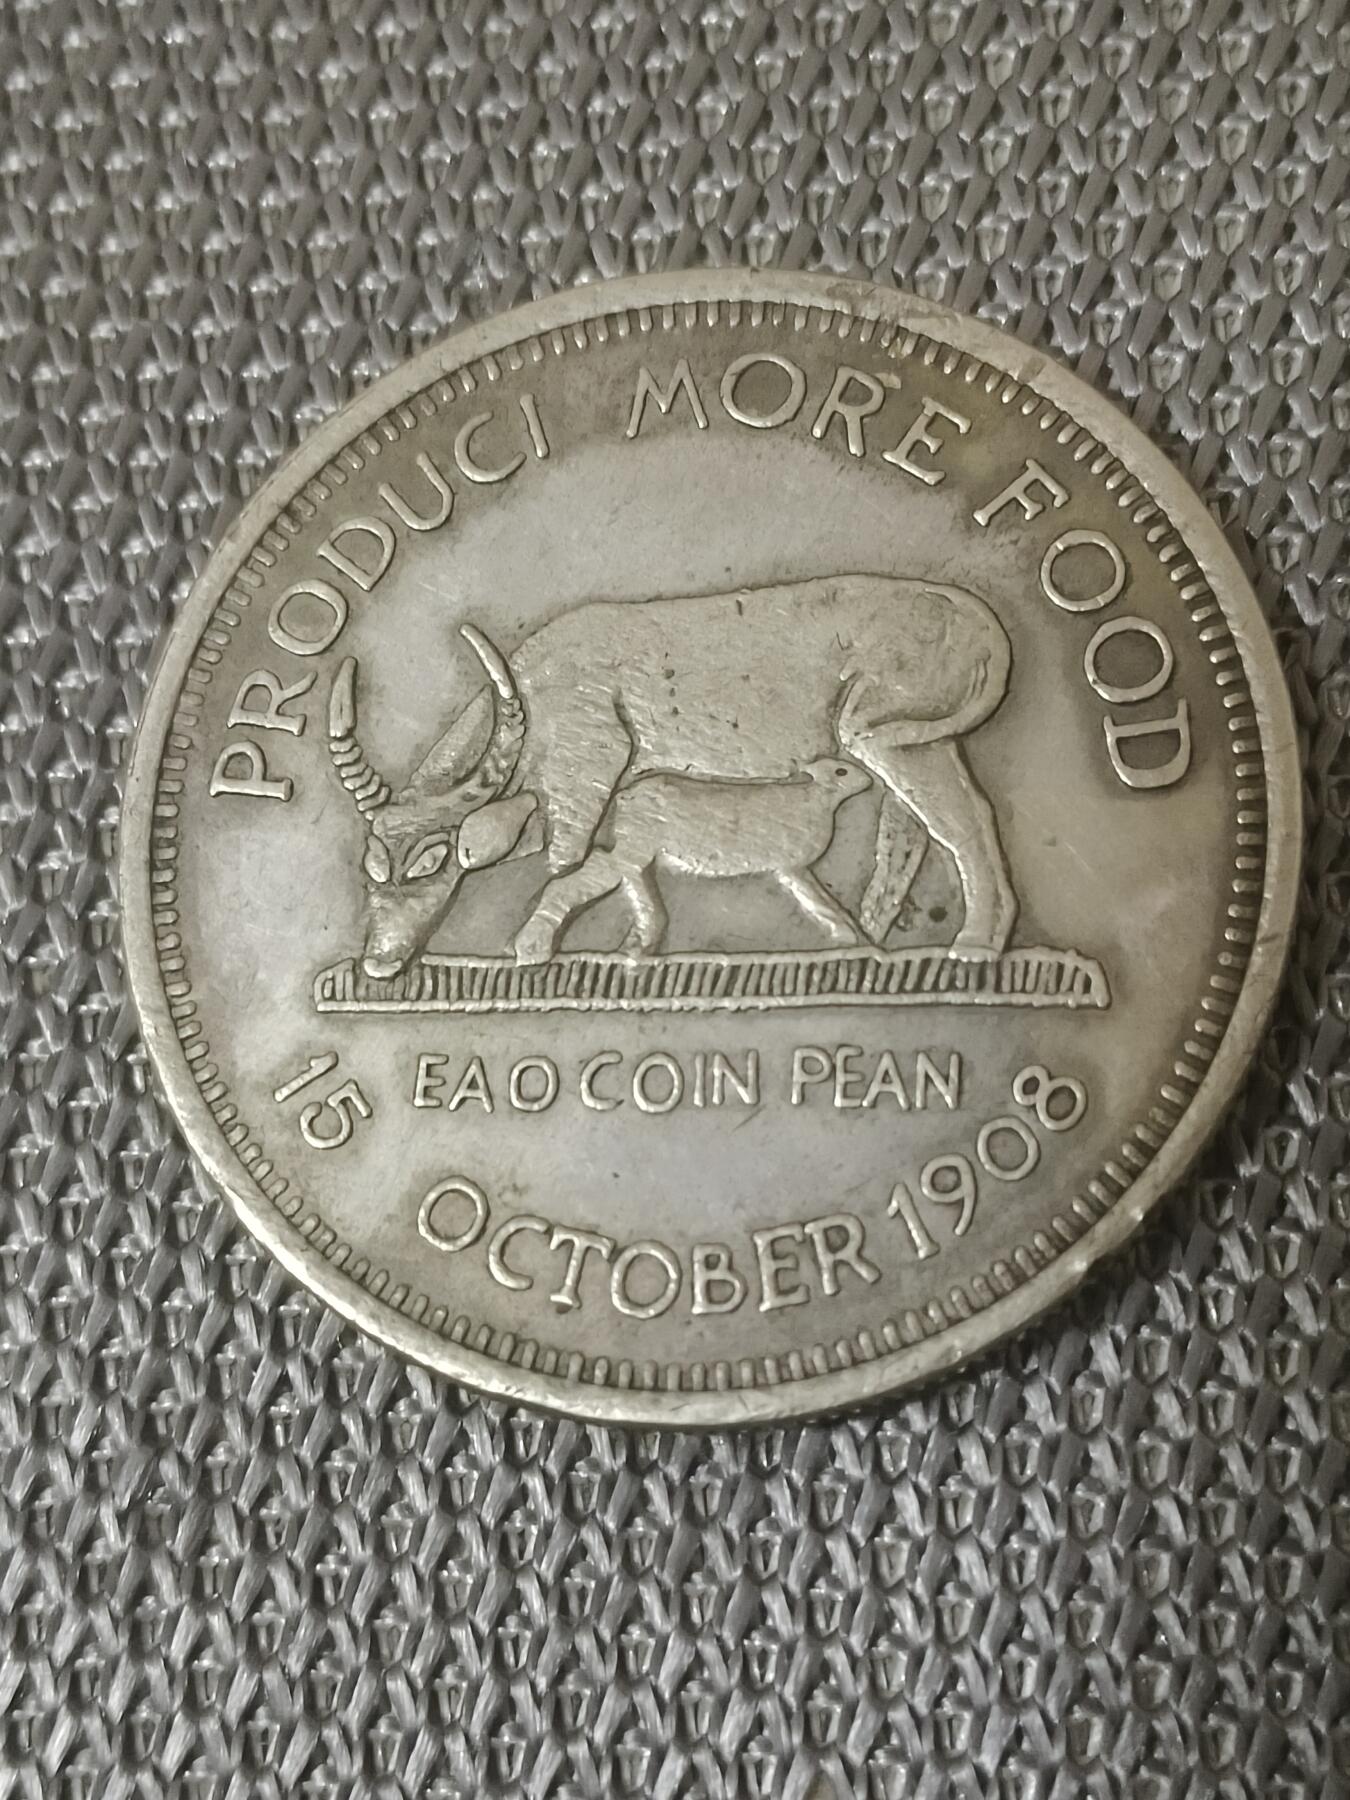 PRODUCI MORE FOOD
EAO COIN PEAN
15 OCTOBER 1908